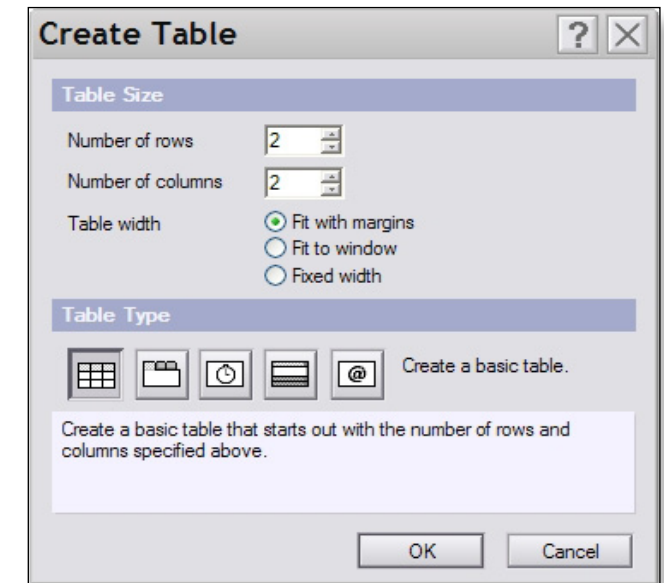 Create Table
Table Size
Number of rows 2
Number of columns 2
Table width Fit with margins
Fit to window
Fixed width
Table Type
@ Create a basic table.
Create a basic table that starts out with the number of rows and
columns specified above.
OK Cancel